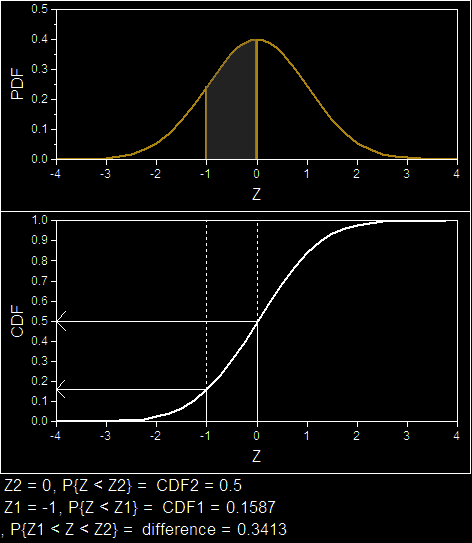 0.5
0.4
0.3
0.2
0.1
0.0
PDF
-4 -3 -2 -1 0 1 2 3 4
Z
1.0
0.9
0.8
0.7
0.6
0.5
0.4
0.3
0.2
0.1
0.0
CDF
-4 -3 -2 -1 0 1 2 3 4
Z
Z2 = 0, P{Z < Z2} = CDF2 = 0.5
Z1 = -1, P{Z < Z1} = CDF1 = 0.1587
, P{Z1 < Z < Z2} = difference = 0.3413